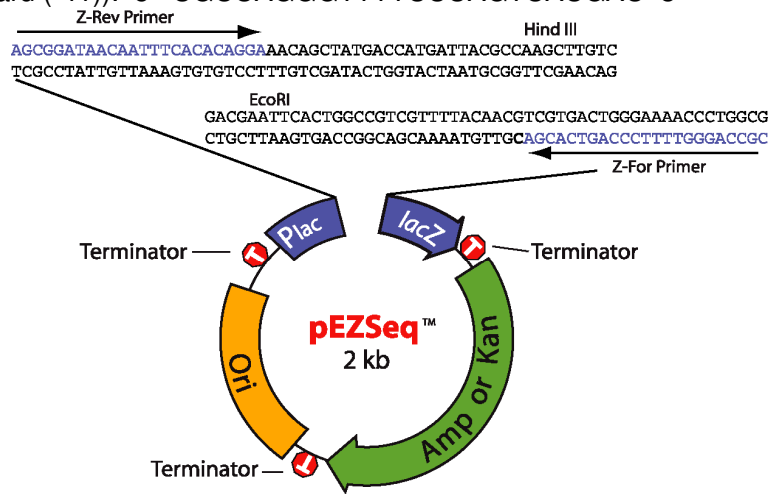 Z-Rev Primer
Hind III
AGCGGATAACAATTTCACACAGGAAACAGCTATGACCATGATTACGCCAAGCTTGTC
TCGCCTATTGTTAAAGTGTGTCCTTTGTCGATACTGGTACTAATGCGGTTCGAACAG
EcoRI
GACGAATTCACTGGCCGTCGTTTTACAACGTCGTGACTGGGAAAACCCTGGCG
CTGCTTAAGTGACCGGCAGCAAAATGTTGCAGCACTGACCCTTTTGGGACCGC
Z-For Primer
Plac
lacZ
Terminator
T
T
Terminator
pEZSeq™
2 kb
Ori
Amp or Kan
Terminator
T